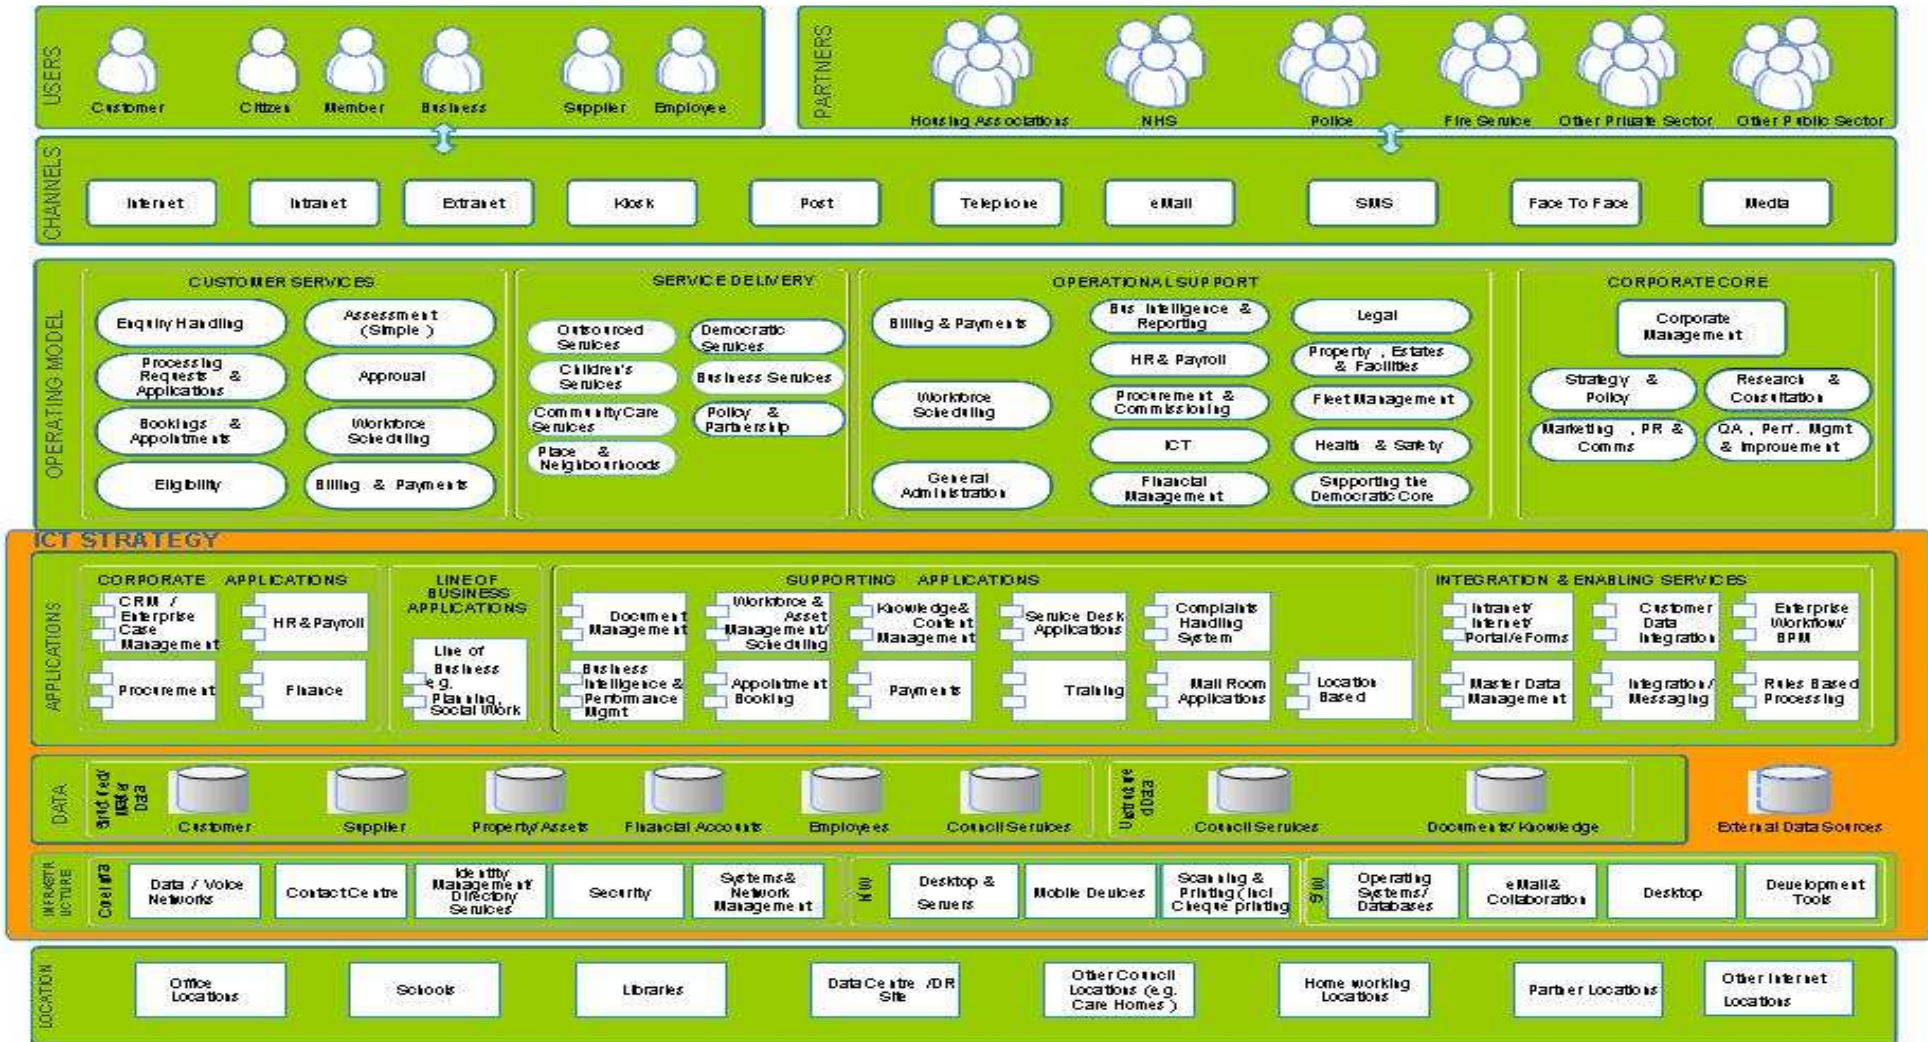 USERS
Customer
Citizen
Member
Business
Supplier
Employee
PARTNERS
Housing Associations
NHS
Police
Fire Service
Other Private Sector
Other Public Sector
CHANNELS
Internet
Intranet
Extranet
Kiosk
Post
Telephone
eMail
SMS
Face To Face
Media
OPERATING MODEL
CUSTOMER SERVICES
Enquiry Handling
Assessment
(Simple )
Processing
Requests &
Applications
Approval
Bookings &
Appointments
Workforce
Scheduling
Eligibility
Billing & Payments
SERVICE DELIVERY
Outsourced
Services
Democratic
Services
Children's
Services
Business Services
Community Care
Services
Policy &
Partnership
Place &
Neighbourhoods
OPERATIONAL SUPPORT
Billing & Payments
Bus Intelligence &
Reporting
Legal
HR & Payroll
Property , Estates
& Facilities
Workforce
Scheduling
Procurement &
Commissioning
Fleet Management
ICT
Health & Safety
General
Administration
Financial
Management
Supporting the
Democratic Core
CORPORATE CORE
Corporate
Management
Strategy &
Policy
Research &
Consultation
Marketing , PR &
Comms
QA , Perf. Mgmt
& Improvement
ICT STRATEGY
APPLICATIONS
CORPORATE APPLICATIONS
CRM /
Enterprise
Case
Management
HR & Payroll
Procurement
Finance
LINE OF
BUSINESS
APPLICATIONS
Line of
Business
e.g.
Planning,
Social Work
SUPPORTING APPLICATIONS
Document
Management
Workforce &
Asset
Management/
Scheduling
Knowledge &
Content
Management
Service Desk
Applications
Complaints
Handling
System
Business
Intelligence &
Performance
Mgmt
Appointment
Booking
Payments
Training
Mail Room
Applications
Location
Based
INTEGRATION & ENABLING SERVICES
Intranet/
Internet/
Portal/eForms
Customer
Data
Integration
Enterprise
Workflow/
BPM
Master Data
Management
Integration/
Messaging
Rules Based
Processing
DATA
Structured/
Master
Data
Customer
Supplier
Property/Assets
Financial Accounts
Employees
Council Services
Unstructure
d Data
Council Services
Documents/ Knowledge
External Data Sources
INFRASTR
UCTURE
Data / Voice
Networks
Contact Centre
Identity
Management/
Directory
Services
Security
Systems &
Network
Management
H/W
Desktop &
Servers
Mobile Devices
Scanning &
Printing (Incl
Cheque printing
S/W
Operating
Systems/
Databases
eMail &
Collaboration
Desktop
Development
Tools
LOCATION
Office
Locations
Schools
Libraries
Data Centre /DR
Site
Other Council
Locations (e.g.
Care Homes )
Home working
Locations
Partner Locations
Other Internet
Locations